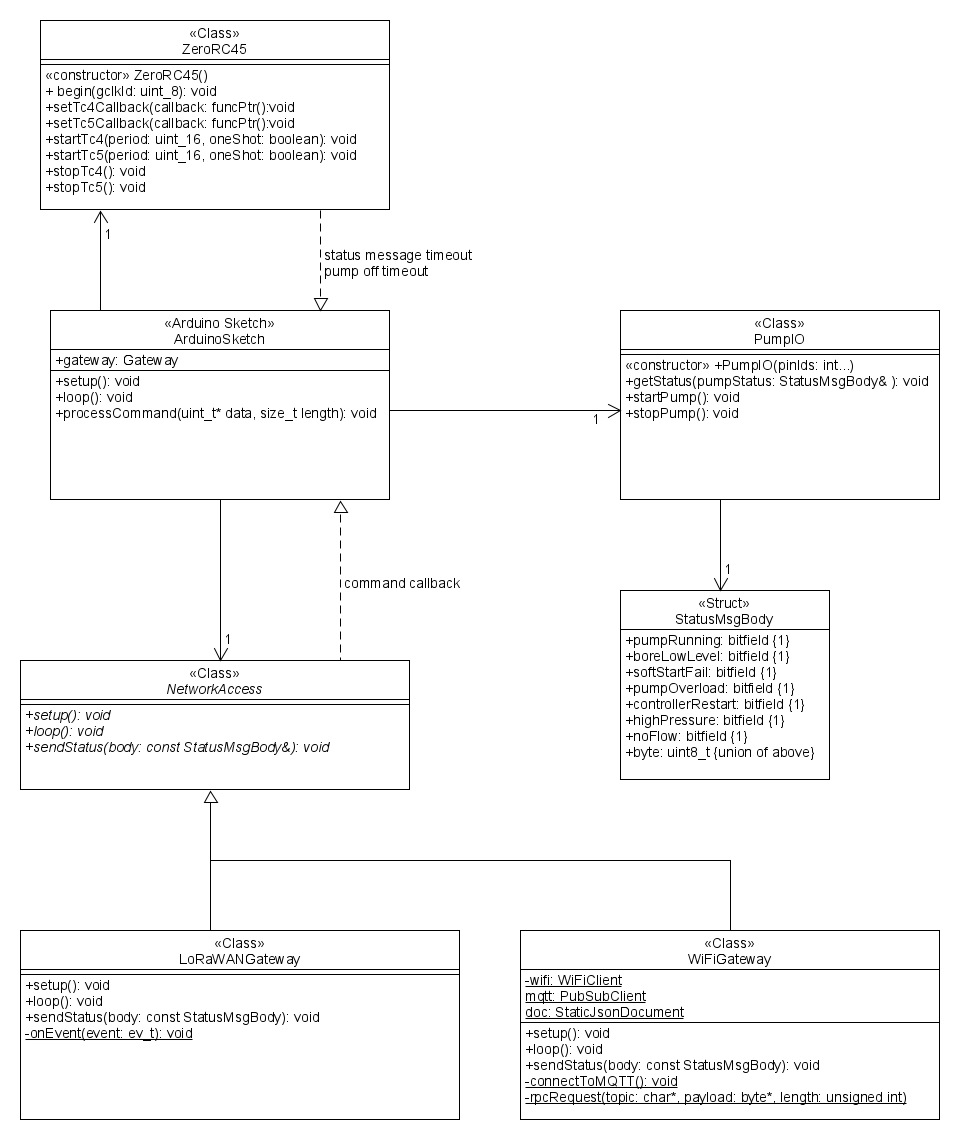 «Class»
ZeroRC45
«constructor» ZeroRC45()
+ begin(gclkId: uint_8): void
+setTc4Callback(callback: funcPtr():void
+setTc5Callback(callback: funcPtr():void
+startTc4(period: uint_16, oneShot: boolean): void
+startTc5(period: uint_16, oneShot: boolean): void
+stopTc4(): void
+stopTc5(): void
1
status message timeout
pump off timeout
«Arduino Sketch»
ArduinoSketch
+gateway: Gateway
+setup(): void
+loop(): void
+processCommand(uint_t* data, size_t length): void
1
«Class»
PumpIO
«constructor» +PumpIO(pinIds: int...)
+getStatus(pumpStatus: StatusMsgBody& ): void
+startPump(): void
+stopPump(): void
command callback
1
1
«Struct»
StatusMsgBody
+pumpRunning: bitfield {1}
+boreLowLevel: bitfield {1}
+softStartFail: bitfield {1}
+pumpOverload: bitfield {1}
+controllerRestart: bitfield {1}
+highPressure: bitfield {1}
+noFlow: bitfield {1}
+byte: uint8_t {union of above}
«Class»
NetworkAccess
+setup(): void
+loop(): void
+sendStatus(body: const StatusMsgBody&): void
«Class»
LoRaWANGateway
+setup(): void
+loop(): void
+sendStatus(body: const StatusMsgBody): void
-onEvent(event: ev_t): void
«Class»
WiFiGateway
-wifi: WiFiClient
mqtt: PubSubClient
doc: StaticJsonDocument
+setup(): void
+loop(): void
+sendStatus(body: const StatusMsgBody): void
-connectToMQTT(): void
-rpcRequest(topic: char*, payload: byte*, length: unsigned int)